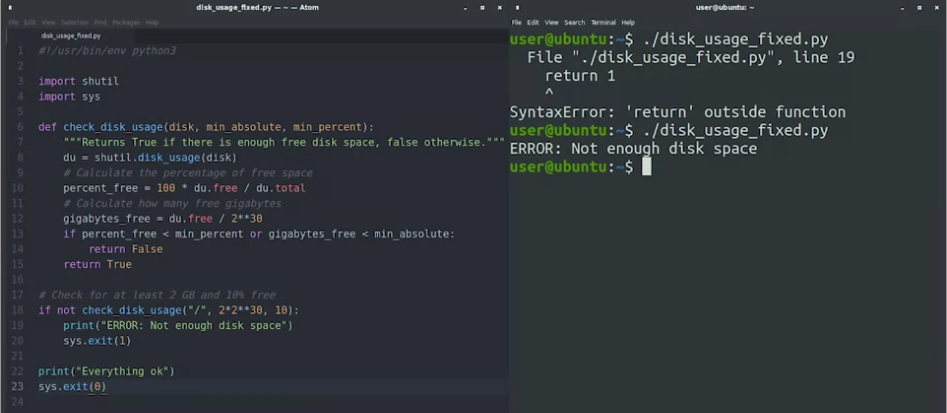 disk_usage_fixed.py — ~ — Atom
File Edit View Selection Find Packages Help
disk_usage_fixed.py
1 #!/usr/bin/env python3
2
3 import shutil
4 import sys
5
6 def check_disk_usage(disk, min_absolute, min_percent):
7 """Returns True if there is enough free disk space, false otherwise."""
8 du = shutil.disk_usage(disk)
9 # Calculate the percentage of free space
10 percent_free = 100 * du.free / du.total
11 # Calculate how many free gigabytes
12 gigabytes_free = du.free / 2**30
13 if percent_free < min_percent or gigabytes_free < min_absolute:
14 return False
15 return True
16
17 # Check for at least 2 GB and 10% free
18 if not check_disk_usage("/", 2*2**30, 10):
19 print("ERROR: Not enough disk space")
20 sys.exit(1)
21
22 print("Everything ok")
23 sys.exit(0)
24
user@ubuntu: ~
File Edit View Search Terminal Help
user@ubuntu:~$ ./disk_usage_fixed.py
File "./disk_usage_fixed.py", line 19
return 1
^
SyntaxError: 'return' outside function
user@ubuntu:~$ ./disk_usage_fixed.py
ERROR: Not enough disk space
user@ubuntu:~$